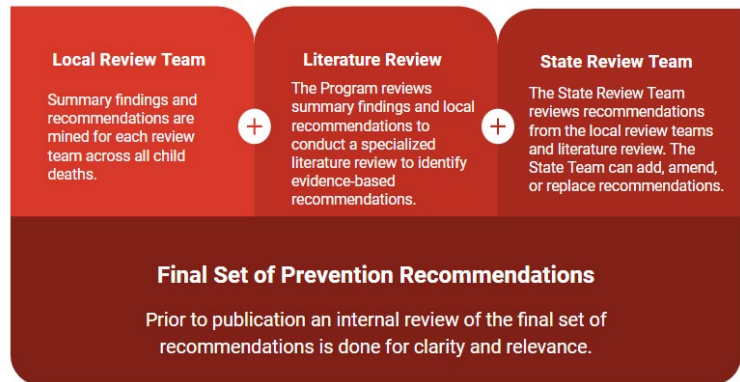 Local Review Team
Summary findings and
recommendations are
mined for each review
team across all child
deaths.
+
Literature Review
The Program reviews
summary findings and local
recommendations to
conduct a specialized
literature review to identify
evidence-based
recommendations.
+
State Review Team
The State Review Team
reviews recommendations
from the local review teams
and literature review. The
State Team can add, amend,
or replace recommendations.
Final Set of Prevention Recommendations
Prior to publication an internal review of the final set of
recommendations is done for clarity and relevance.